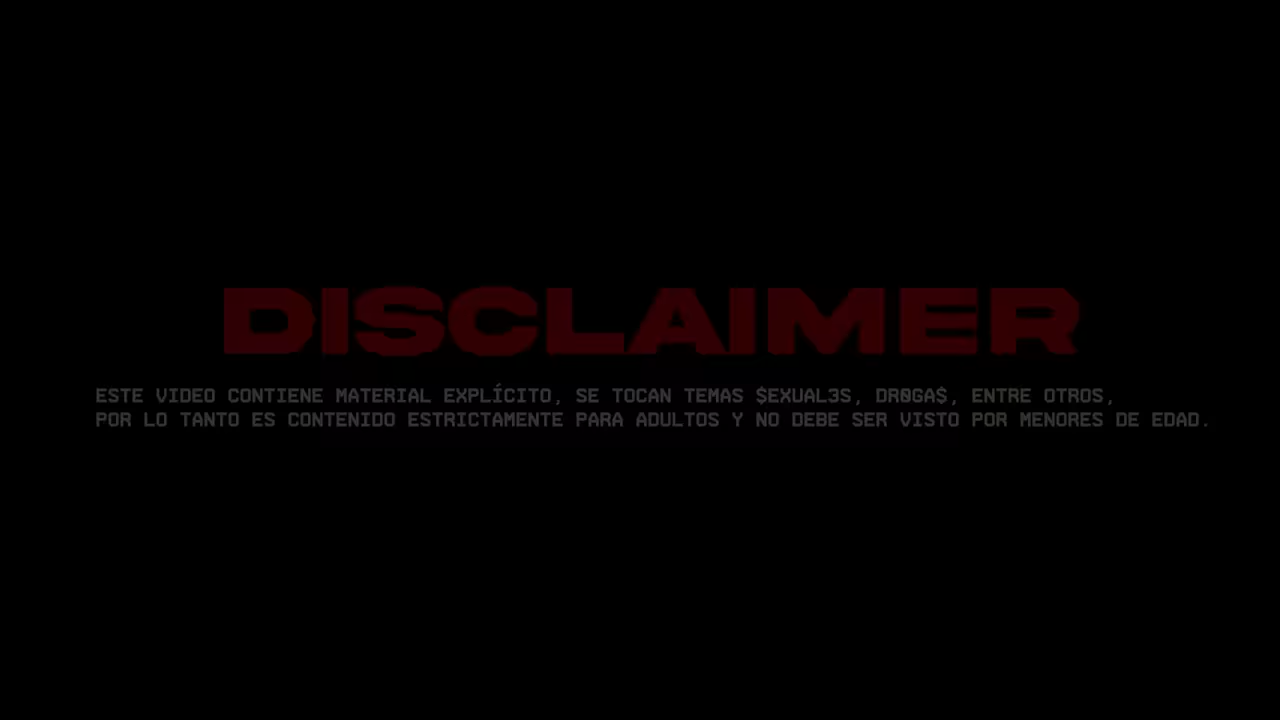 DISCLAIMER
ESTE VIDEO CONTIENE MATERIAL EXPLÍCITO, SE TOCAN TEMAS $EXUAL3S, DR0GA$, ENTRE OTROS,
POR LO TANTO ES CONTENIDO ESTRICTAMENTE PARA ADULTOS Y NO DEBE SER VISTO POR MENORES DE EDAD.